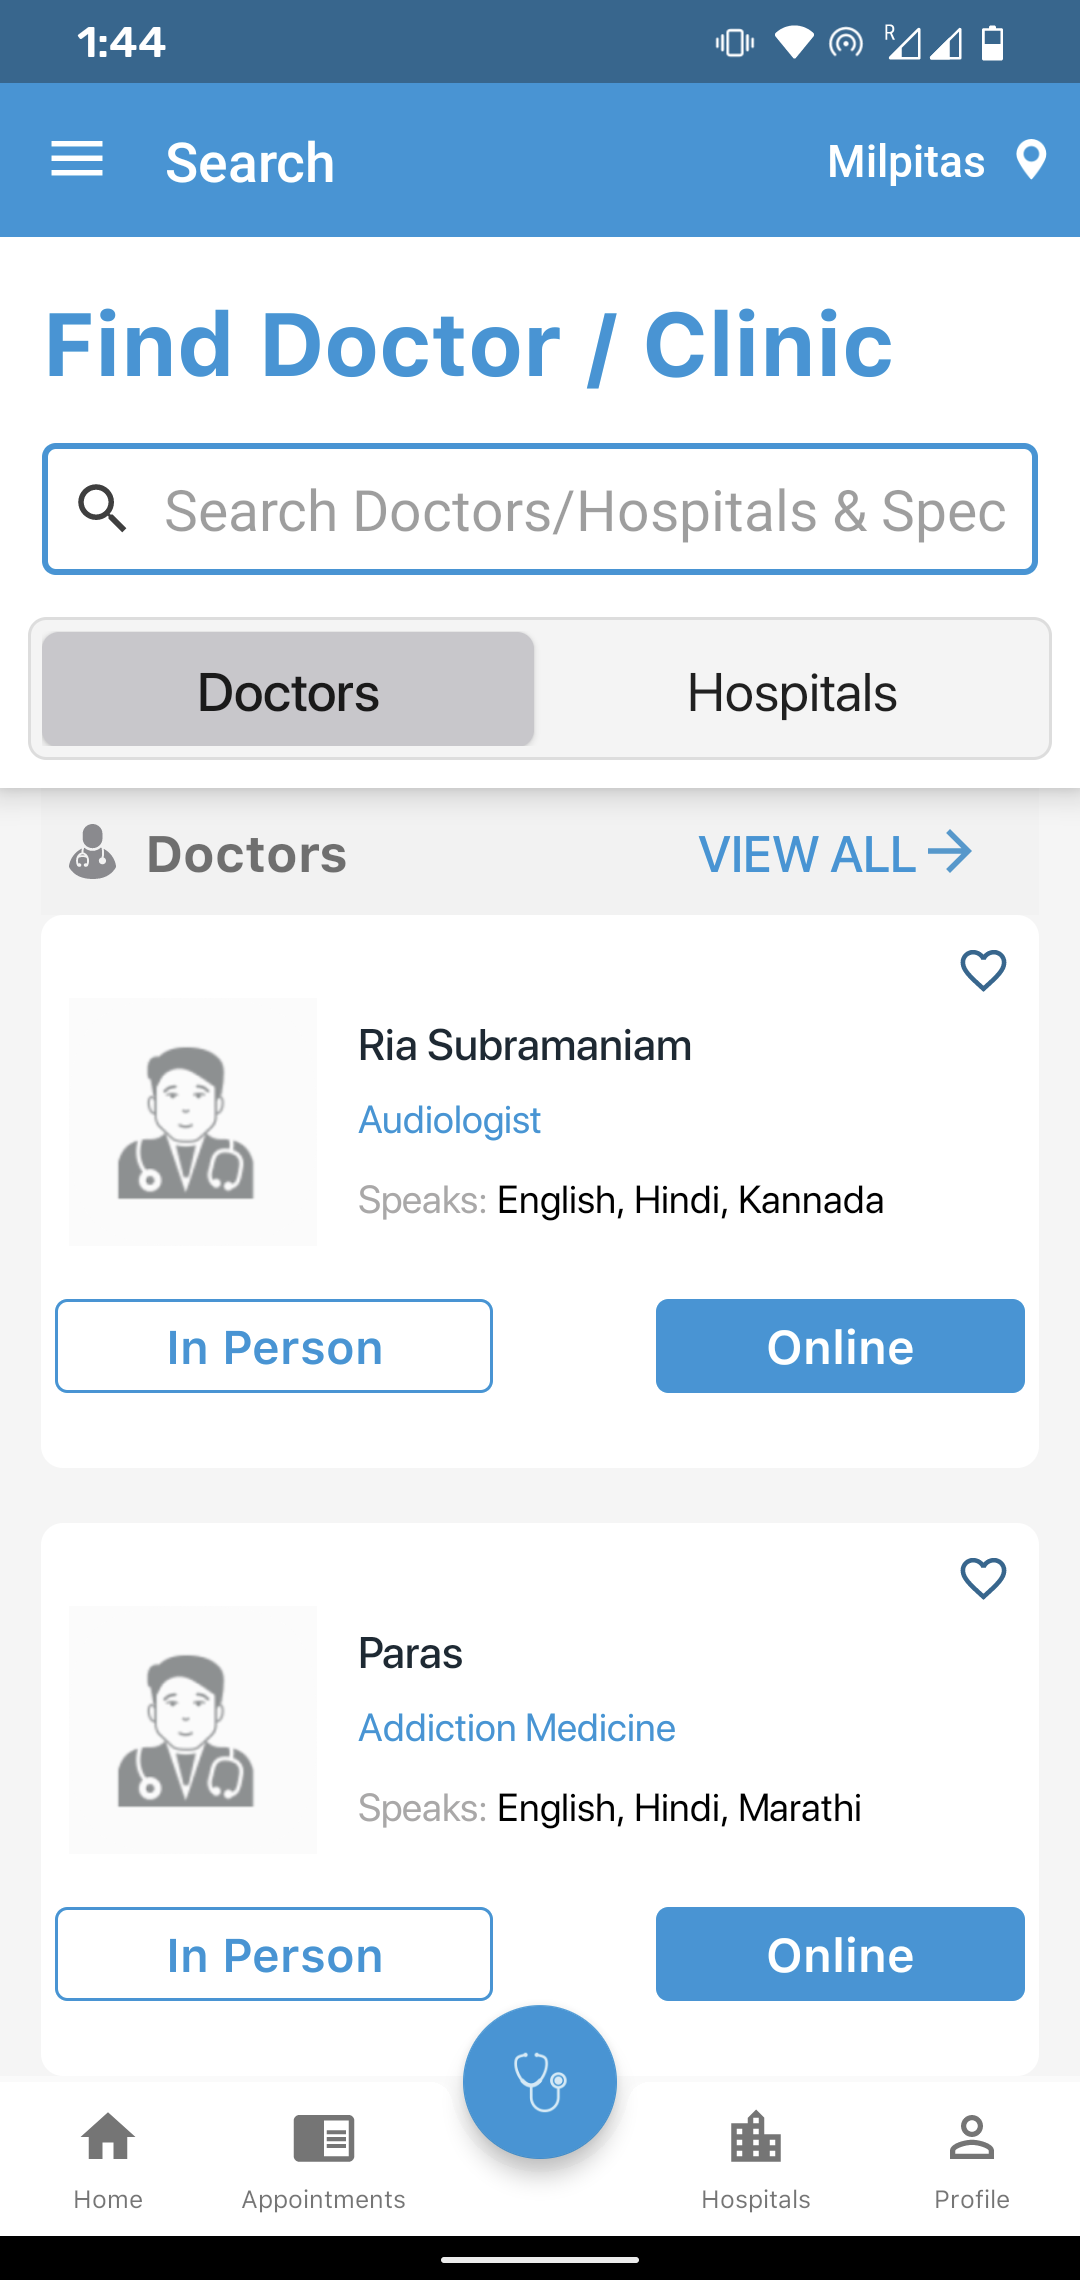 1:44
R
Search
Milpitas
Find Doctor / Clinic
Search Doctors/Hospitals & Spec
Doctors
Hospitals
Doctors
VIEW ALL
Ria Subramaniam
Audiologist
Speaks: English, Hindi, Kannada
In Person
Online
Paras
Addiction Medicine
Speaks: English, Hindi, Marathi
In Person
Online
Home
Appointments
Hospitals
Profile